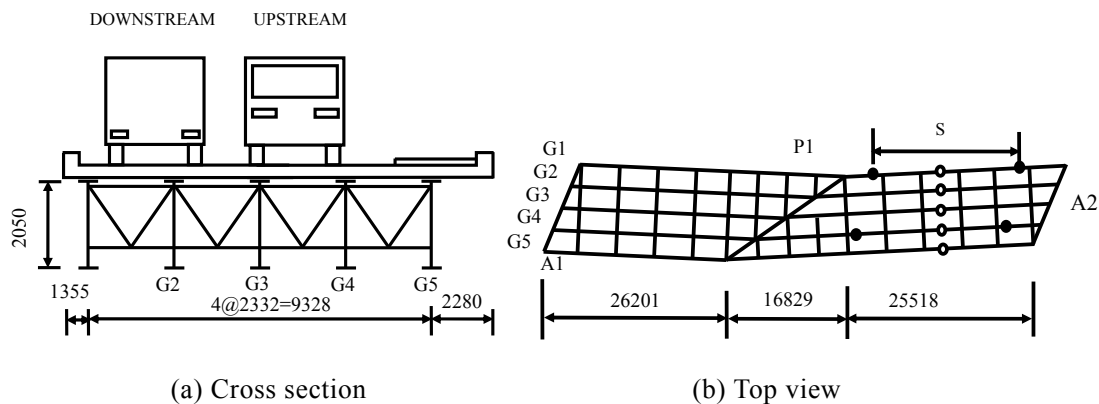 DOWNSTREAM UPSTREAM
2050
G2 G3 G4 G5
1355 4@2332=9328 2280
(a) Cross section
S
P1
G1
G2
G3
G4
G5
A1
A2
26201 16829 25518
(b) Top view